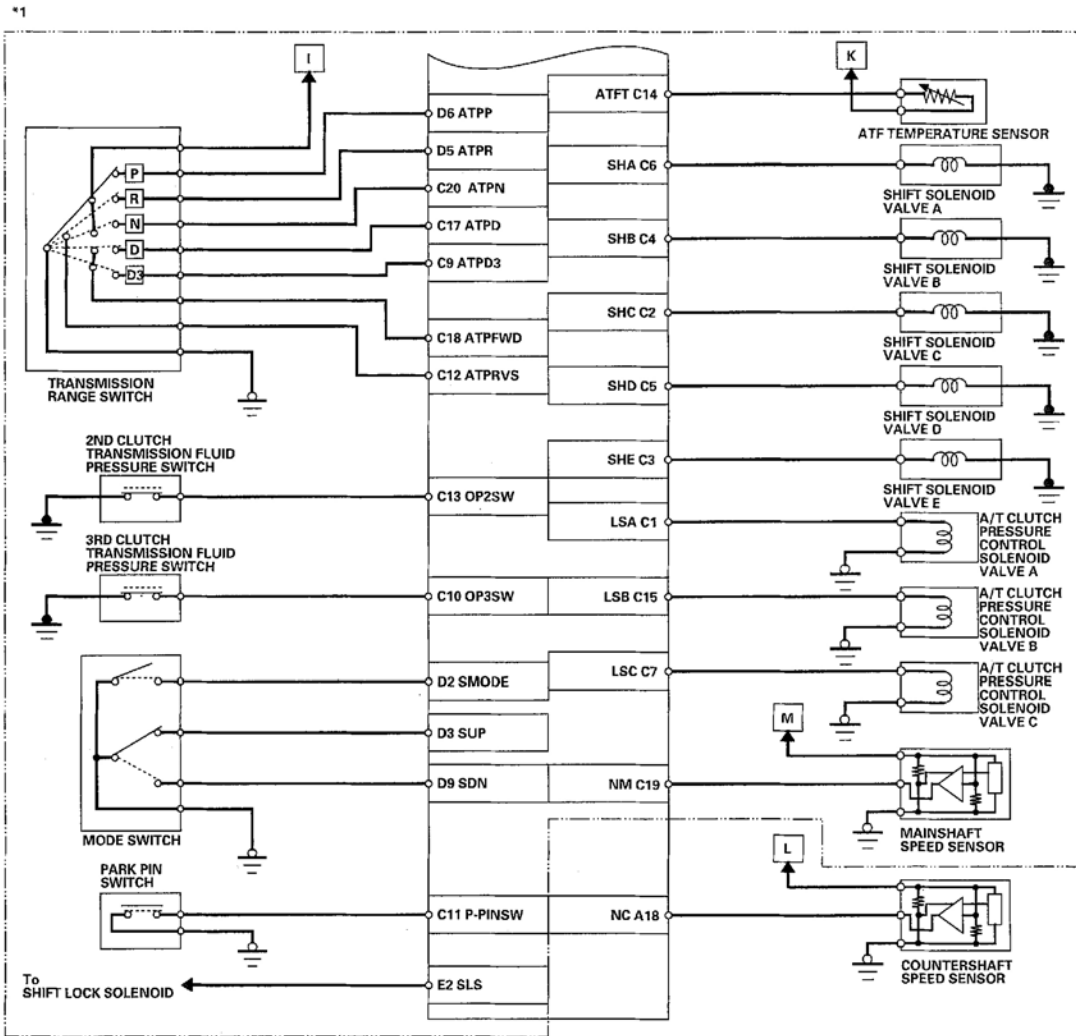 *1
I
K
ATFT C14
D6 ATPP
ATF TEMPERATURE SENSOR
D5 ATPR
P
SHA C6
R
C20 ATPN
SHIFT SOLENOID
VALVE A
N
C17 ATPD
SHB C4
D
C9 ATPD3
D3
SHIFT SOLENOID
VALVE B
SHC C2
C18 ATPFWD
SHIFT SOLENOID
VALVE C
C12 ATPRVS
TRANSMISSION
RANGE SWITCH
SHD C5
SHIFT SOLENOID
VALVE D
2ND CLUTCH
TRANSMISSION FLUID
PRESSURE SWITCH
SHE C3
C13 OP2SW
SHIFT SOLENOID
VALVE E
LSA C1
A/T CLUTCH
PRESSURE
CONTROL
SOLENOID
VALVE A
3RD CLUTCH
TRANSMISSION FLUID
PRESSURE SWITCH
C10 OP3SW
LSB C15
A/T CLUTCH
PRESSURE
CONTROL
SOLENOID
VALVE B
D2 SMODE
LSC C7
A/T CLUTCH
PRESSURE
CONTROL
SOLENOID
VALVE C
M
D3 SUP
D9 SDN
NM C19
MODE SWITCH
MAINSHAFT
SPEED SENSOR
L
PARK PIN
SWITCH
C11 P-PINSW
NC A18
COUNTERSHAFT
SPEED SENSOR
To
SHIFT LOCK SOLENOID
E2 SLS